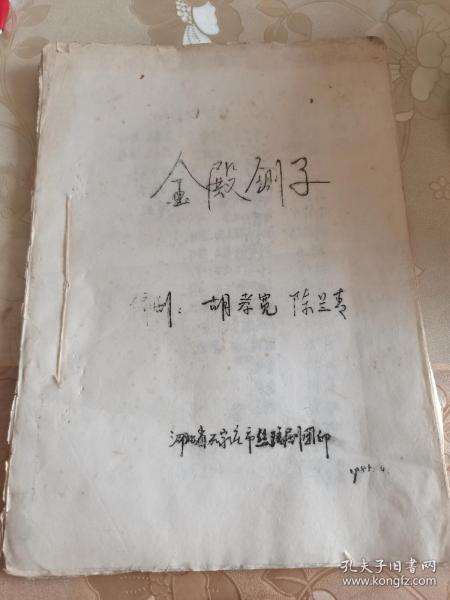 金殿铡子
编剧：胡孝宽 陈兰青
河北省石家庄市丝弦剧团印
孔夫子旧书网
www.kongfz.com